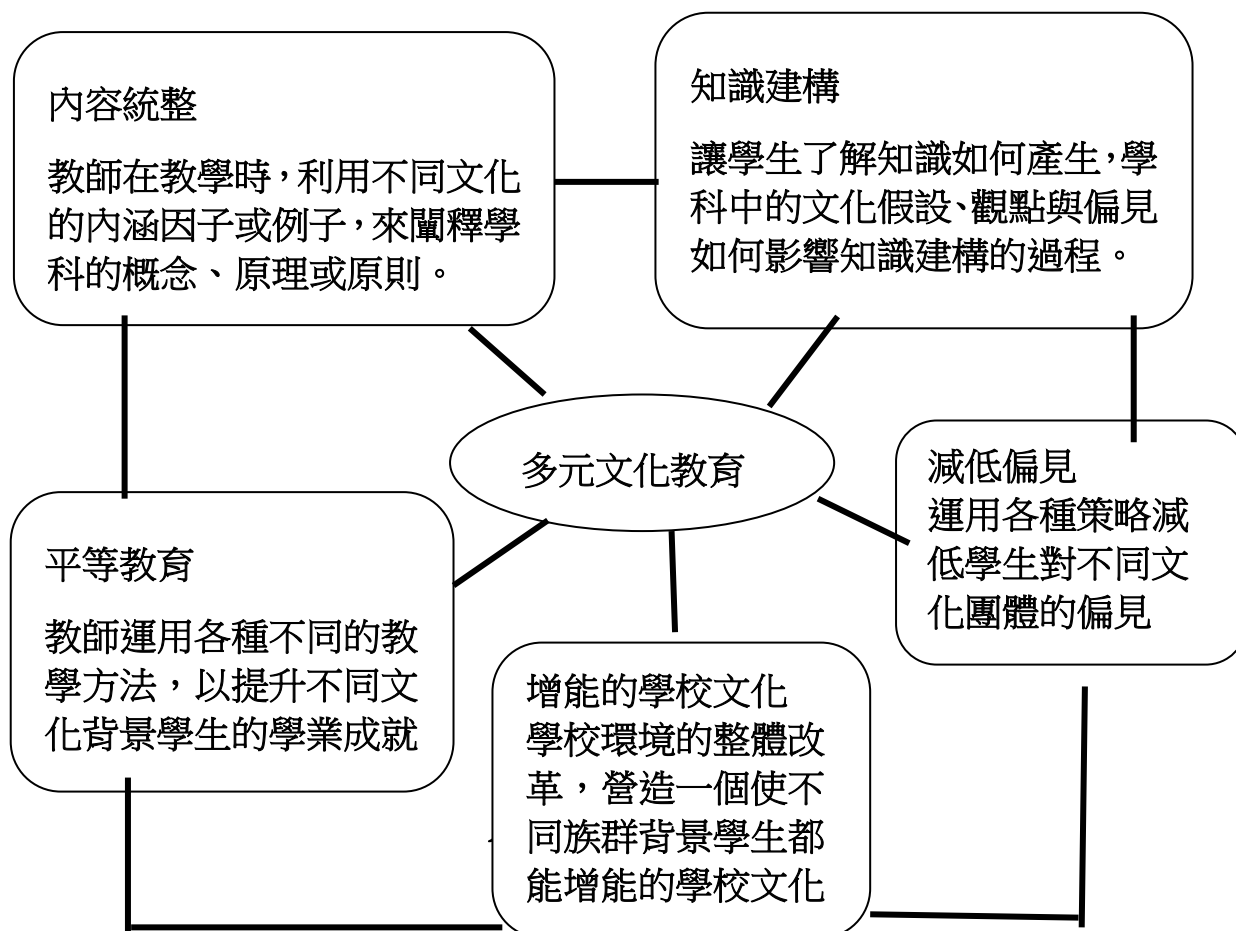 內容統整
教師在教學時，利用不同文化
的內涵因子或例子，來闡釋學
科的概念、原理或原則。
知識建構
讓學生了解知識如何產生，學
科中的文化假設、觀點與偏見
如何影響知識建構的過程。
多元文化教育
減低偏見
運用各種策略減
低學生對不同文
化團體的偏見
平等教育
教師運用各種不同的教
學方法，以提升不同文
化背景學生的學業成就
增能的學校文化
學校環境的整體改
革，營造一個使不
同族群背景學生都
能增能的學校文化